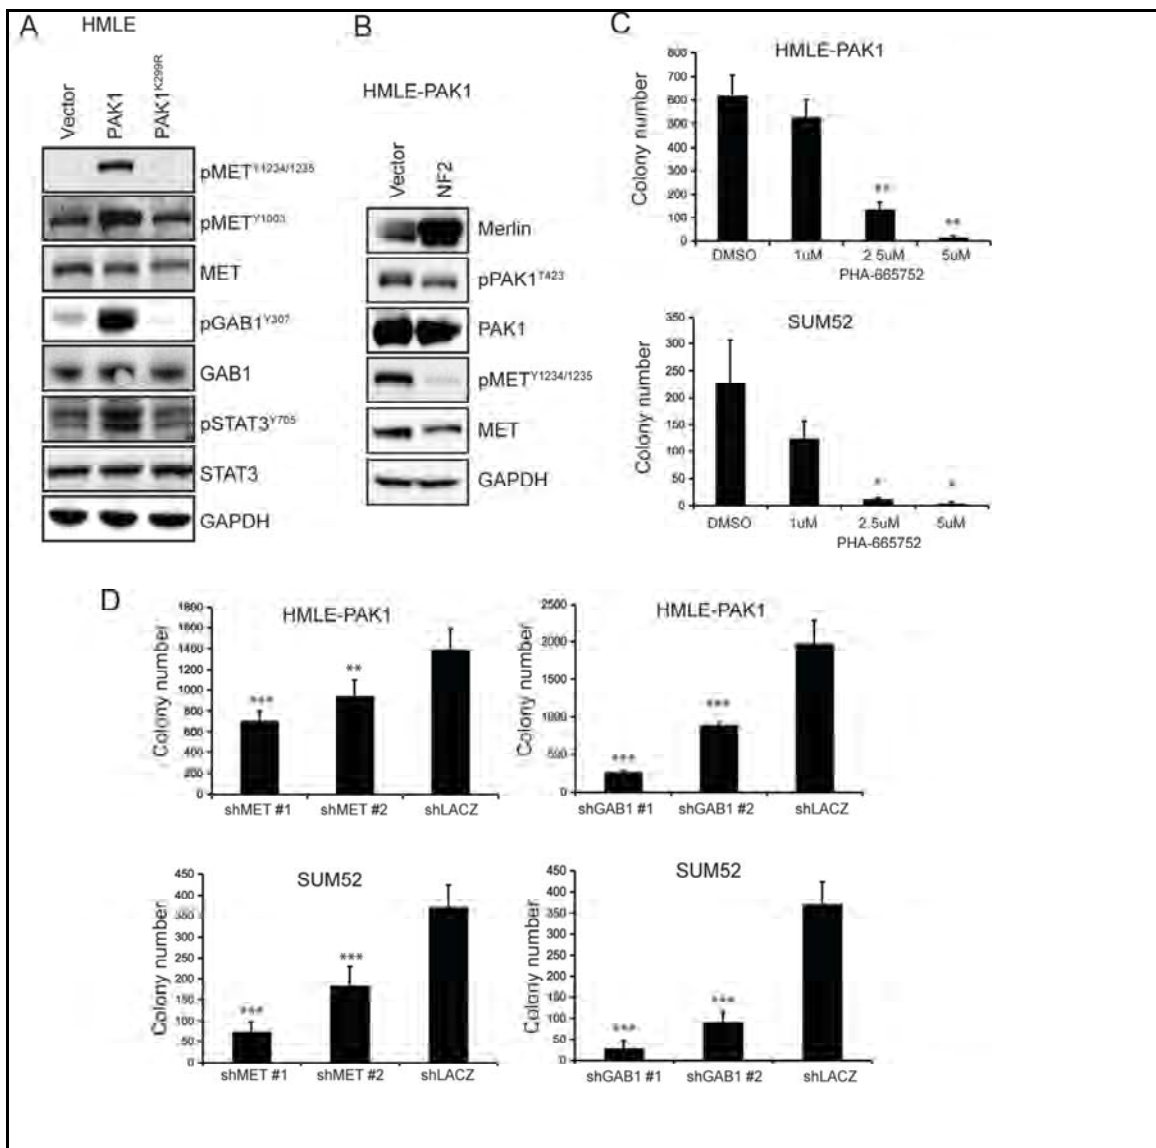 A
HMLE
Vector
PAK1
PAK1K299R
pMETY1234/1235
pMETY1003
MET
pGAB1Y307
GAB1
pSTAT3Y705
STAT3
GAPDH
B
HMLE-PAK1
Vector
NF2
Merlin
pPAK1T423
PAK1
pMETY1234/1235
MET
GAPDH
C
HMLE-PAK1
Colony number
800
700
600
500
400
300
200
100
0
**
**
DMSO 1uM 2 5uM 5uM
PHA-665752
SUM52
Colony number
350
300
250
200
150
100
50
0
*
*
DMSO 1uM 2.5uM 5uM
PHA-665752
D
HMLE-PAK1
Colony number
1800
1600
1400
1200
1000
800
600
400
200
0
***
**
shMET #1 shMET #2 shLACZ
HMLE-PAK1
Colony number
2500
2000
1500
1000
500
0
***
***
shGAB1 #1 shGAB1 #2 shLACZ
SUM52
Colony number
450
400
350
300
250
200
150
100
50
0
***
***
shMET #1 shMET #2 shLACZ
SUM52
Colony number
450
400
350
300
250
200
150
100
50
0
***
***
shGAB1 #1 shGAB1 #2 shLACZ